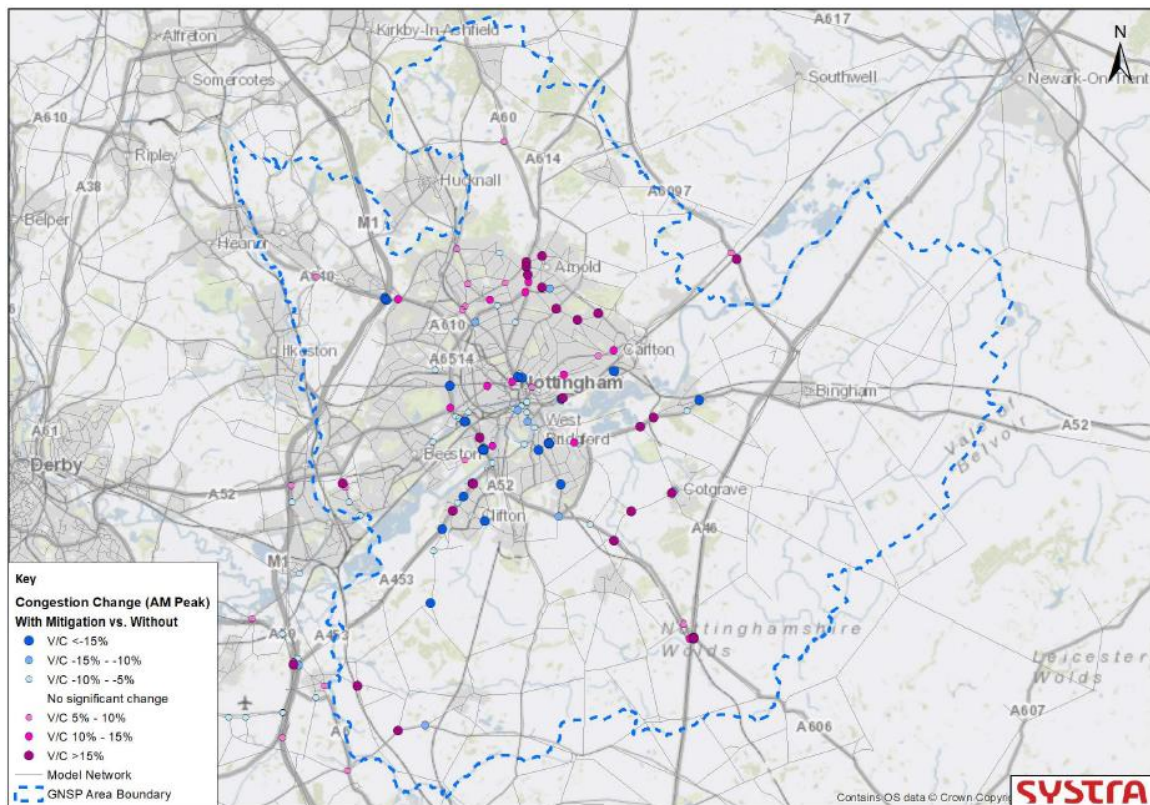 A617
Alfreton
Kirkby-In-Ashfield
N
Somercotes
Southwell
Newark-On-Trent
A60
A610
Ripley
A614
A38
Hucknall
A6097
Belper
M1
Heanor
Arnold
A610
Ilkeston
Carlton
A6514
Nottingham
Bingham
A52
West
Bridgford
Vale of
Belvoir
Derby
Beeston
A52
A52
Cotgrave
Clifton
A46
M1
A453
Key
Congestion Change (AM Peak)
With Mitigation vs. Without
V/C <-15%
V/C -15% - -10%
V/C -10% - -5%
No significant change
V/C 5% - 10%
V/C 10% - 15%
V/C >15%
Model Network
GNSP Area Boundary
A453
Nottinghamshire
Wolds
Leicester
Wolds
A607
A606
Contains OS data © Crown Copyri
SYSTRA